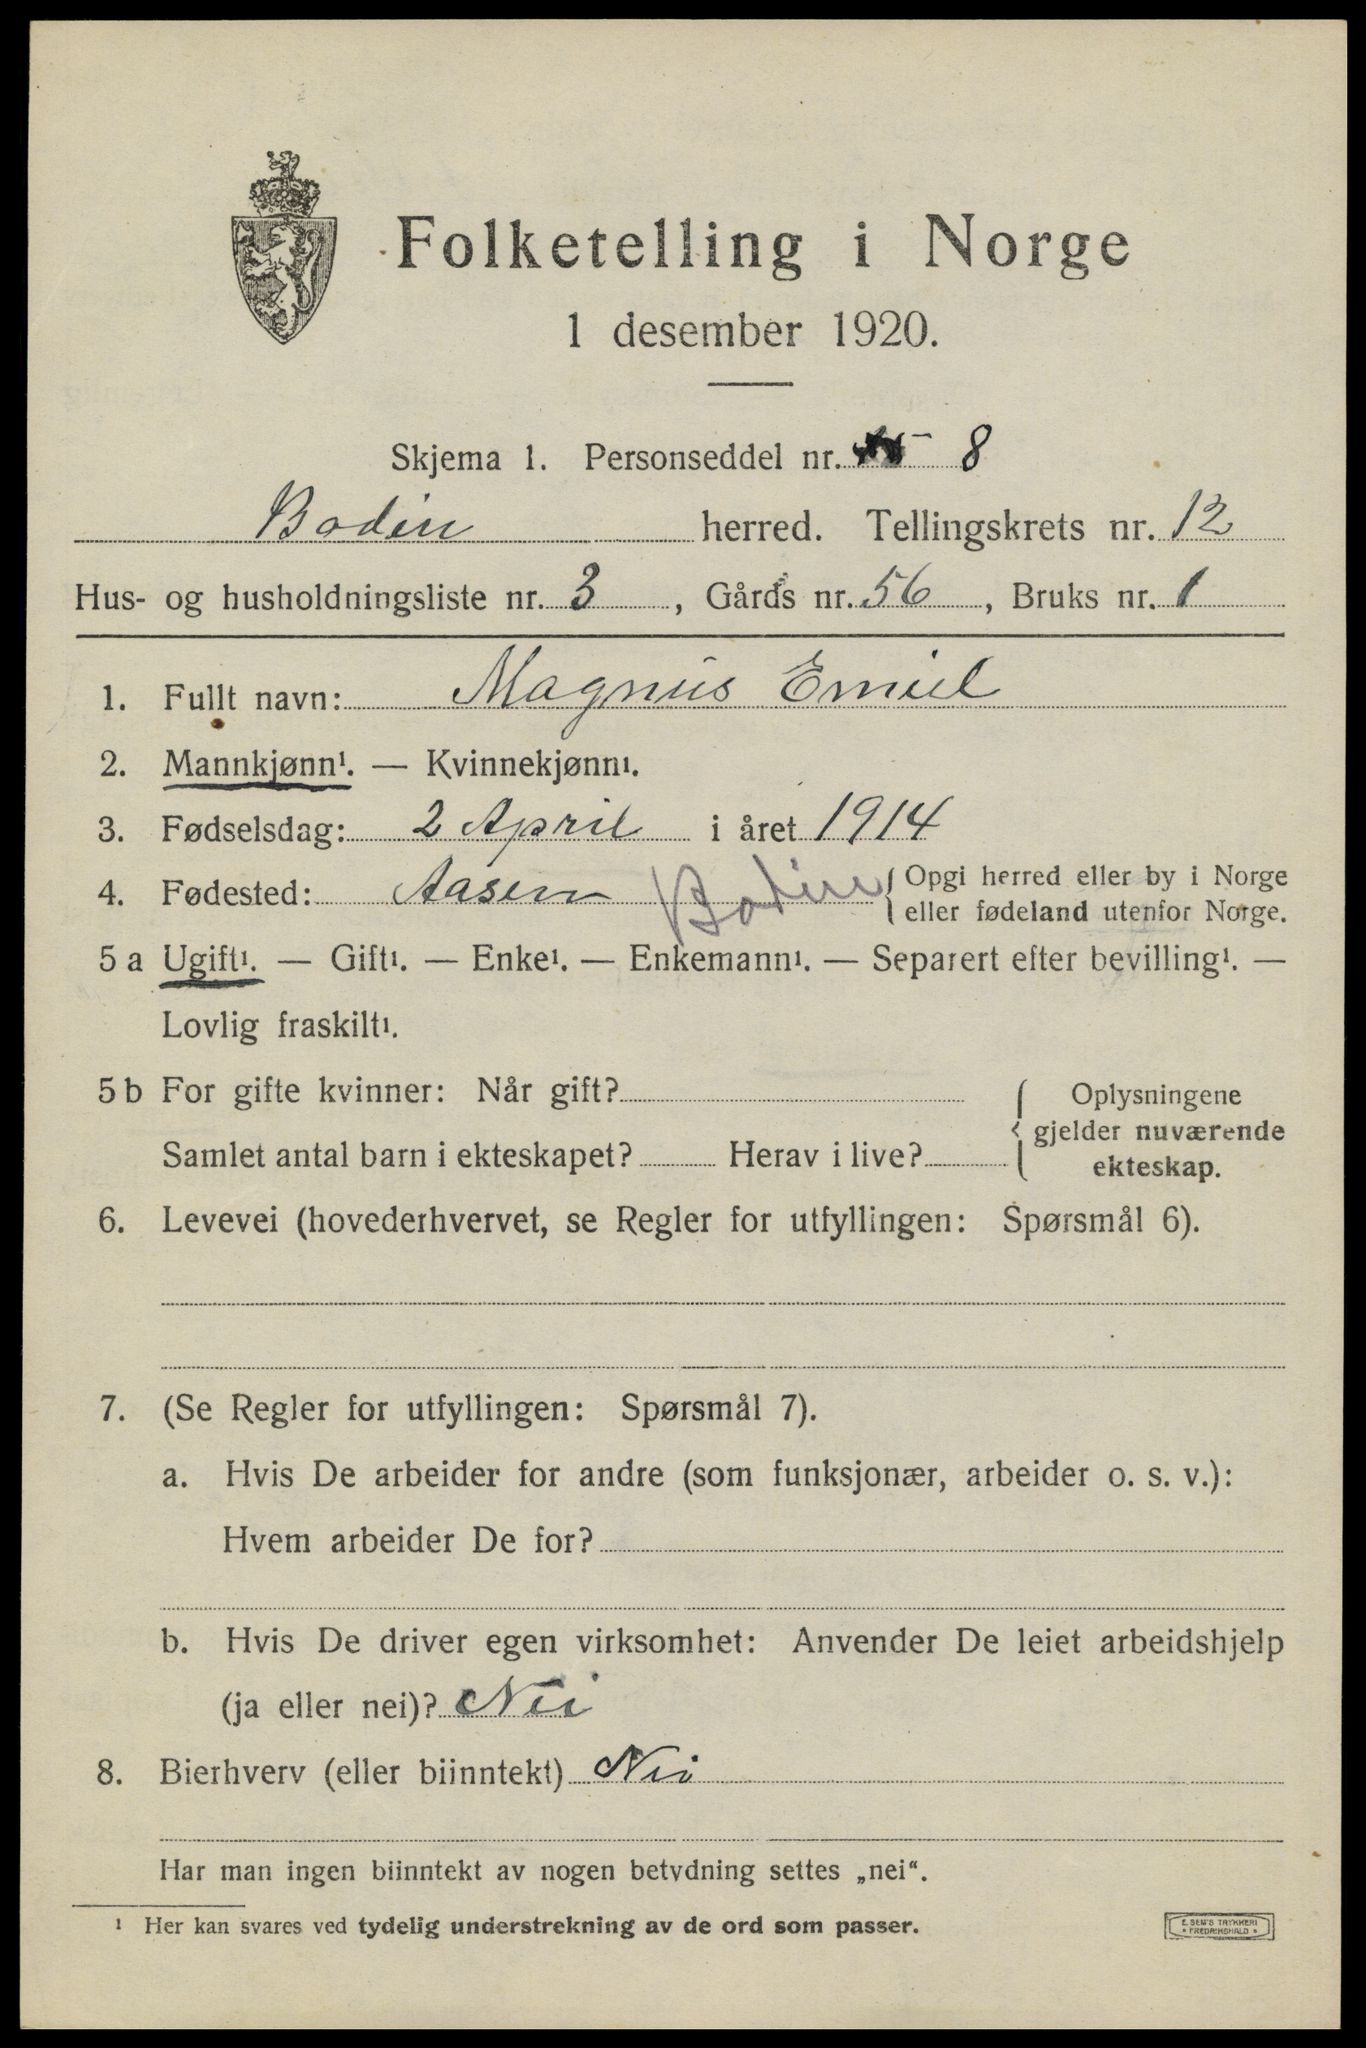 Folketelling i Norge
1 desember 1920.
Skjema 1. Personseddel nr. 8
Bodin herred. Tellingskrets nr. 12
Hus- og husholdningsliste nr. 3, Gårds nr. 56, Bruks nr. 1
1. Fullt navn: Magnus Emiel
2. Mannkjønn¹. — Kvinnekjønn¹.
3. Fødselsdag: 2 April i året 1914
4. Fødested: Aasen Bodin { Opgi herred eller by i Norge
eller fødeland utenfor Norge.
5 a Ugift¹. — Gift¹. — Enke¹. — Enkemann¹. — Separert efter bevilling¹. —
Lovlig fraskilt¹.
5 b For gifte kvinner: Når gift?
Samlet antal barn i ekteskapet? Herav i live?
{ Oplysningene
gjelder nuværende
ekteskap.
6. Levevei (hovederhvervet, se Regler for utfyllingen: Spørsmål 6).
7. (Se Regler for utfyllingen: Spørsmål 7).
a. Hvis De arbeider for andre (som funksjonær, arbeider o. s. v.):
Hvem arbeider De for?
b. Hvis De driver egen virksomhet: Anvender De leiet arbeidshjelp
(ja eller nei)? Nei
8. Bierhverv (eller biinntekt) Nei
Har man ingen biinntekt av nogen betydning settes „nei“.
¹ Her kan svares ved tydelig understrekning av de ord som passer.
E. SEM'S TRYKKERI
* FREDRIKSHALD *